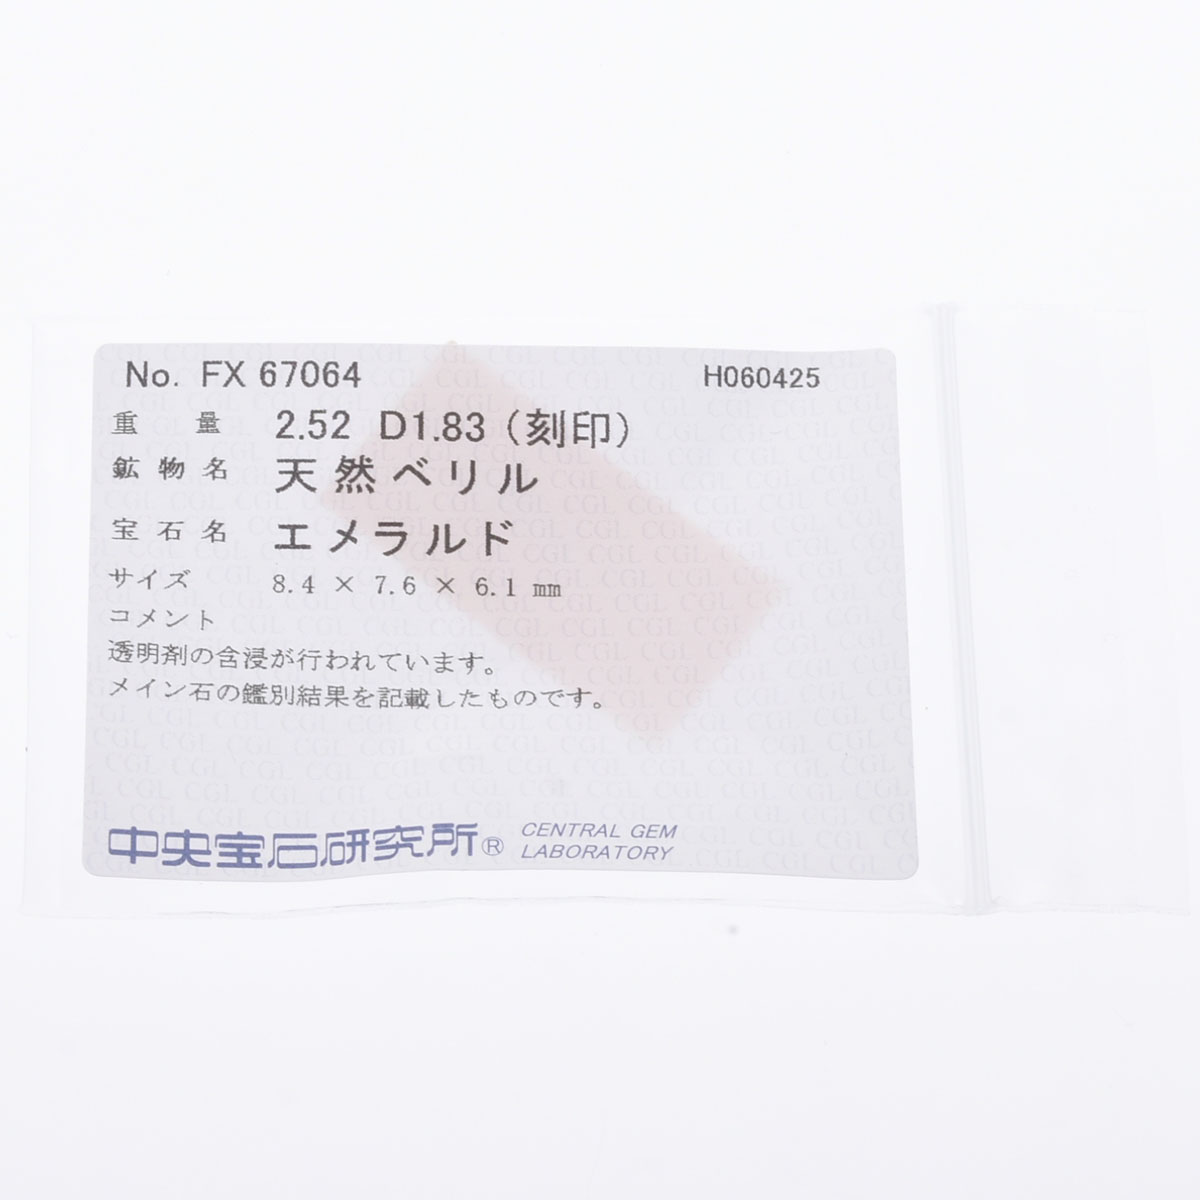 No. FX 67064 H060425
重量 2.52 D1.83 (刻印)
鉱物名 天然ベリル
宝石名 エメラルド
サイズ 8.4 × 7.6 × 6.1 mm
コメント
透明剤の含浸が行われています。
メイン石の鑑別結果を記載したものです。
中央宝石研究所® CENTRAL GEM
LABORATORY